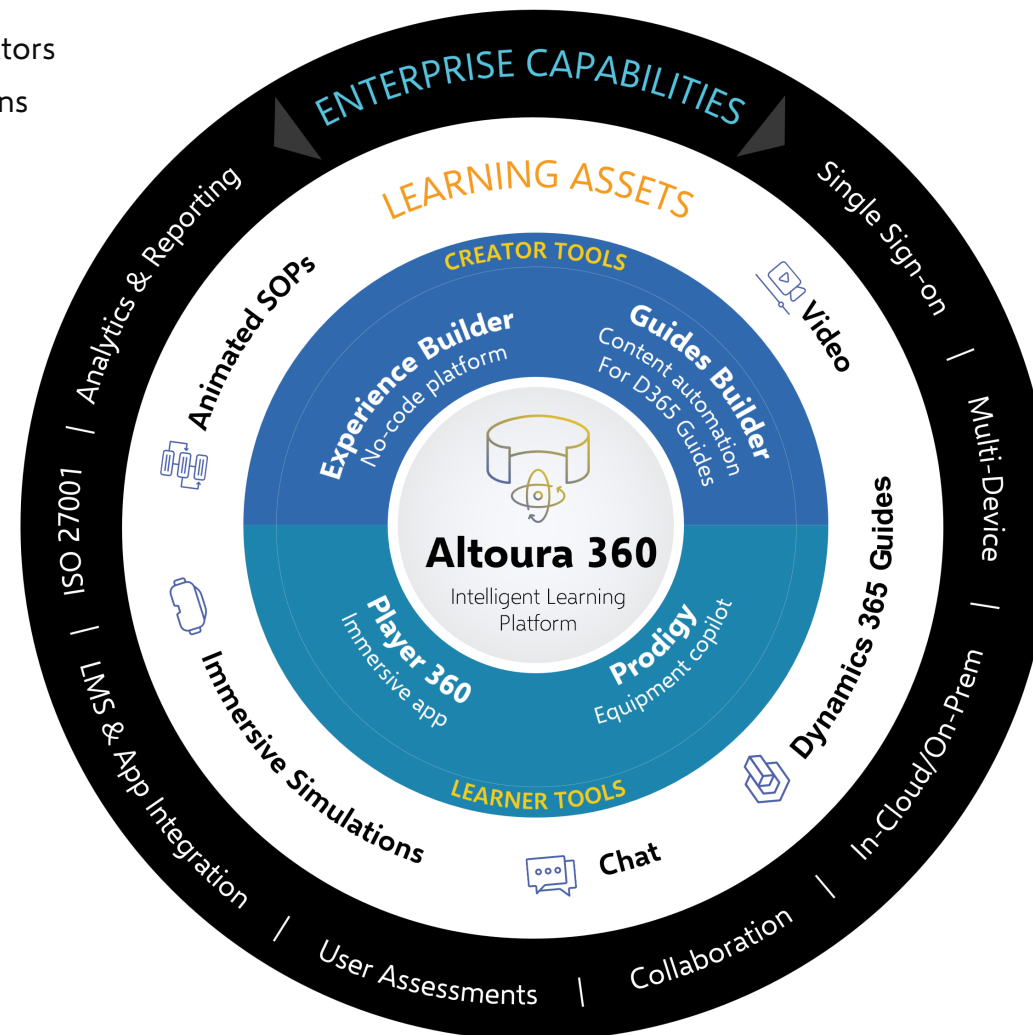 tors
ns
ENTERPRISE CAPABILITIES
Single Sign-on | Multi-Device | In-Cloud/On-Prem | Collaboration | User Assessments | LMS & App Integration | ISO 27001 | Analytics & Reporting
LEARNING ASSETS
Video
Dynamics 365 Guides
Chat
Immersive Simulations
Animated SOPs
CREATOR TOOLS
Experience Builder
No-code platform
Guides Builder
Content automation
For D365 Guides
Altoura 360
Intelligent Learning
Platform
Player 360
Immersive app
Prodigy
Equipment copilot
LEARNER TOOLS